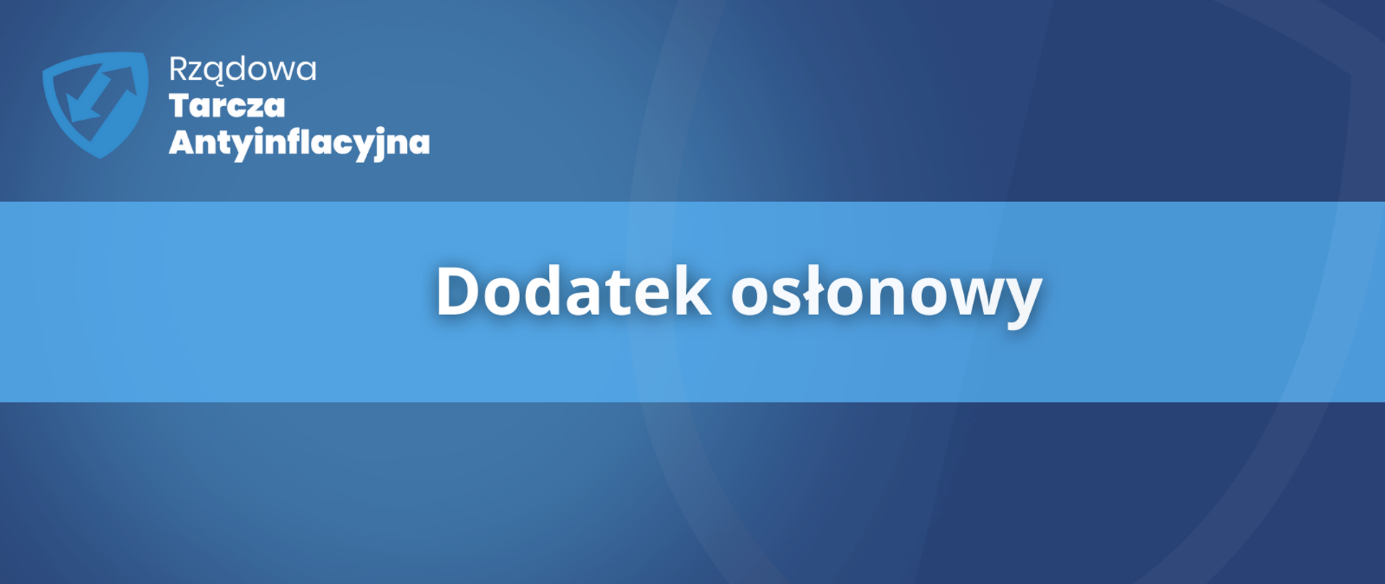 Rządowa
Tarcza
Antyinflacyjna
Dodatek osłonowy